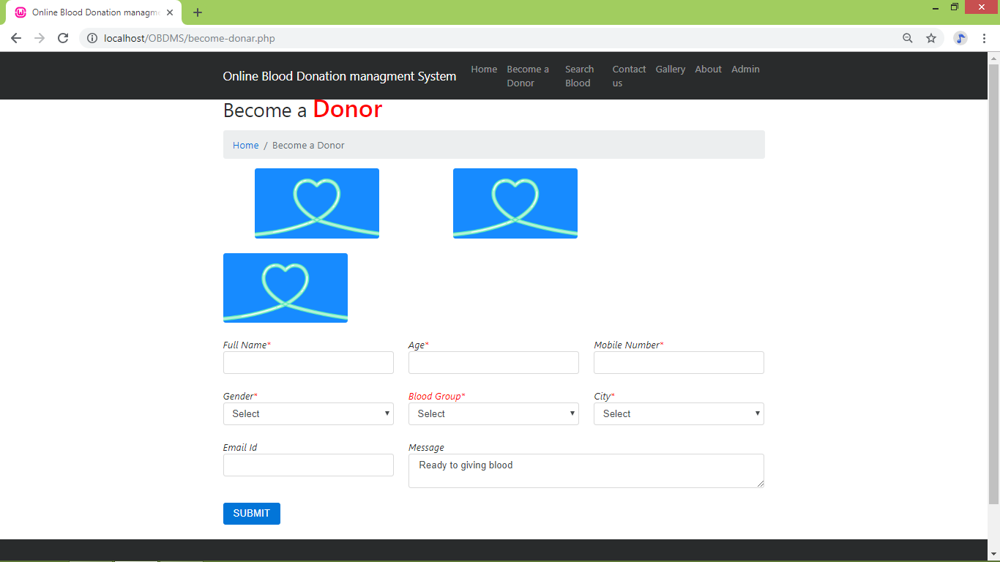 Online Blood Donation managm
localhost/OBDMS/become-donar.php
Online Blood Donation managment System
Home
Become a
Donor
Search
Blood
Contact
us
Gallery
About
Admin
Become a Donor
Home / Become a Donor
Full Name*
Age*
Mobile Number*
Gender*
Blood Group*
City*
Select
Select
Select
Email Id
Message
Ready to giving blood
SUBMIT